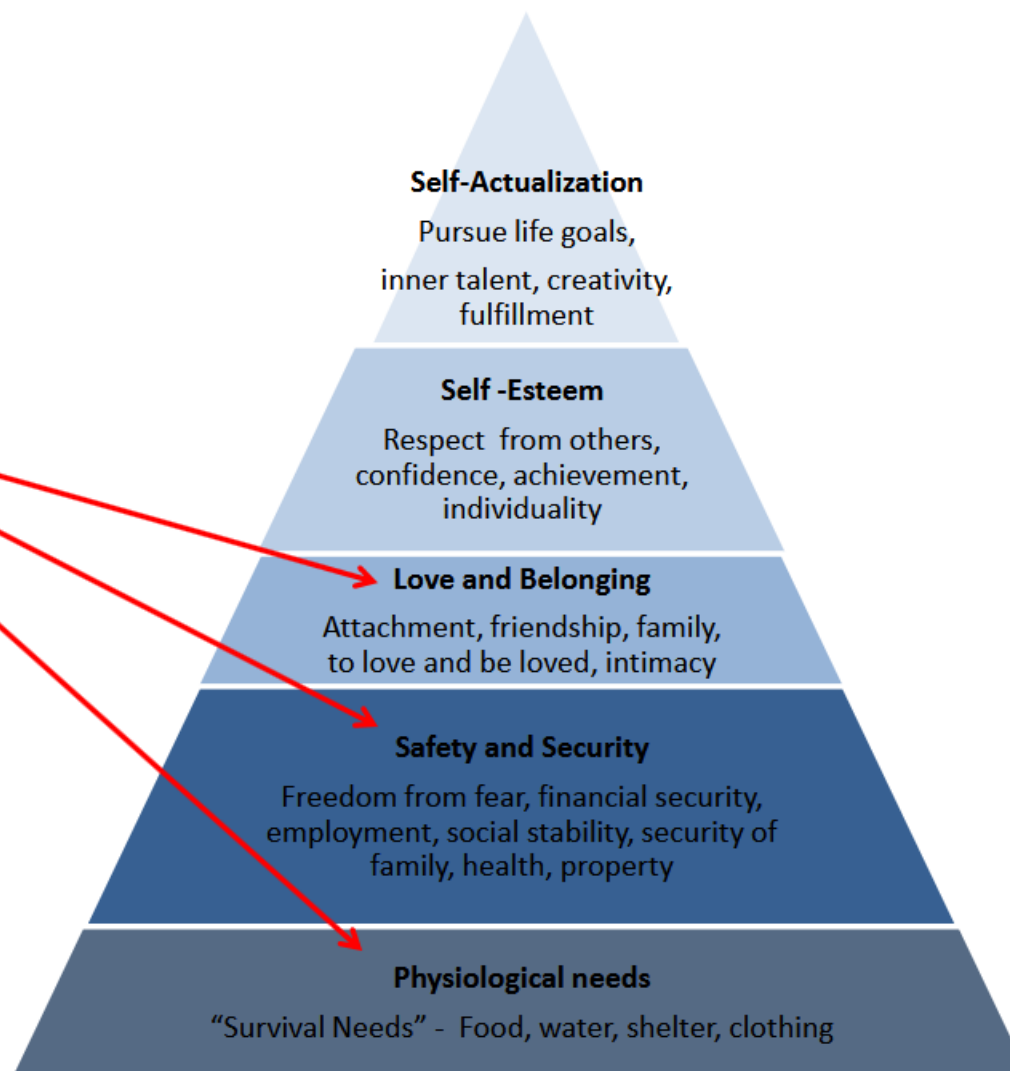 Self-Actualization
Pursue life goals,
inner talent, creativity,
fulfillment
Self -Esteem
Respect  from others,
confidence, achievement,
individuality
Love and Belonging
Attachment, friendship, family,
to love and be loved, intimacy
Safety and Security
Freedom from fear, financial security,
employment, social stability, security of
family, health, property
Physiological needs
“Survival Needs” -  Food, water, shelter, clothing